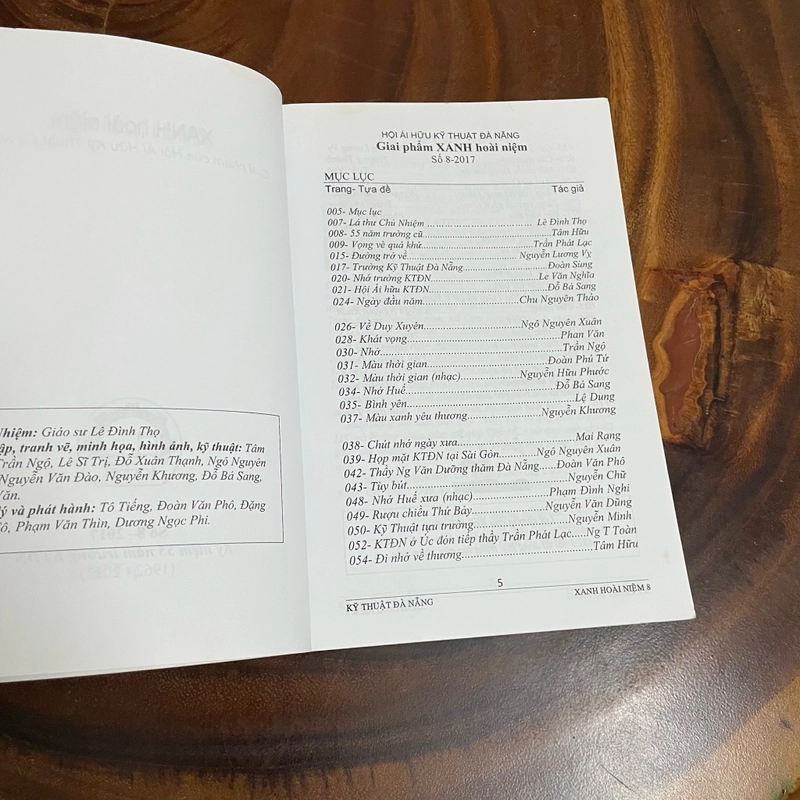 Nhiệm: Giáo sư Lê Đình Thọ
tập, tranh vẽ, minh họa, hình ảnh, kỹ thuật: Tâm
Trần Ngộ, Lê Sĩ Trị, Đỗ Xuân Thạnh, Ngô Nguyên
Nguyễn Văn Đào, Nguyễn Khương, Đỗ Bá Sang,
Văn.
lý và phát hành: Tô Tiếng, Đoàn Văn Phô, Đặng
Phạm Văn Thìn, Dương Ngọc Phi.
HỘI ÁI HỮU KỸ THUẬT ĐÀ NẴNG
Giai phẩm XANH hoài niệm
Số 8-2017
MỤC LỤC
Trang- Tựa đề Tác giả
005- Mục lục
007- Lá thư Chủ Nhiệm ........................ Lê Đình Thọ
008- 55 năm trường cũ........................Tâm Hữu
009- Vọng về quá khứ........................Trần Phát Lạc
015- Đường trở về........................Nguyễn Lương Vỵ
017- Trường Kỹ Thuật Đà Nẵng........................Đoàn Sùng
020- Nhớ trường KTĐN........................Le Văn Nghĩa
021- Hội Ái hữu KTĐN........................Đỗ Bá Sang
024- Ngày đầu năm........................Chu Nguyên Thảo
026- Về Duy Xuyên........................Ngô Nguyên Xuân
028- Khát vọng........................Phan Văn
030- Nhớ........................Trần Ngộ
031- Màu thời gian........................Đoàn Phú Tứ
032- Màu thời gian (nhạc)........................Nguyễn Hữu Phước
034- Nhớ Huế........................Đỗ Bá Sang
035- Bình yên........................Lệ Dung
037- Màu xanh yêu thương........................Nguyễn Khương
038- Chút nhớ ngày xưa........................Mai Rạng
039- Họp mặt KTĐN tại Sài Gòn........................Ngô Nguyên Xuân
042- Thầy Ng Văn Dưỡng thăm Đà Nẵng........................Đoàn Văn Phô
043- Tùy bút........................Nguyễn Chữ
048- Nhớ Huế xưa (nhạc)........................Phạm Đình Nghi
049- Rượu chiều Thứ Bảy........................Nguyễn Văn Dũng
050- Kỹ Thuật tựu trường........................Nguyễn Minh
052- KTĐN ở Úc đón tiếp thầy Trần Phát Lạc........................Ng T Toàn
054- Đi nhớ về thương........................Tâm Hữu
5
KỸ THUẬT ĐÀ NẴNG XANH HOÀI NIỆM 8